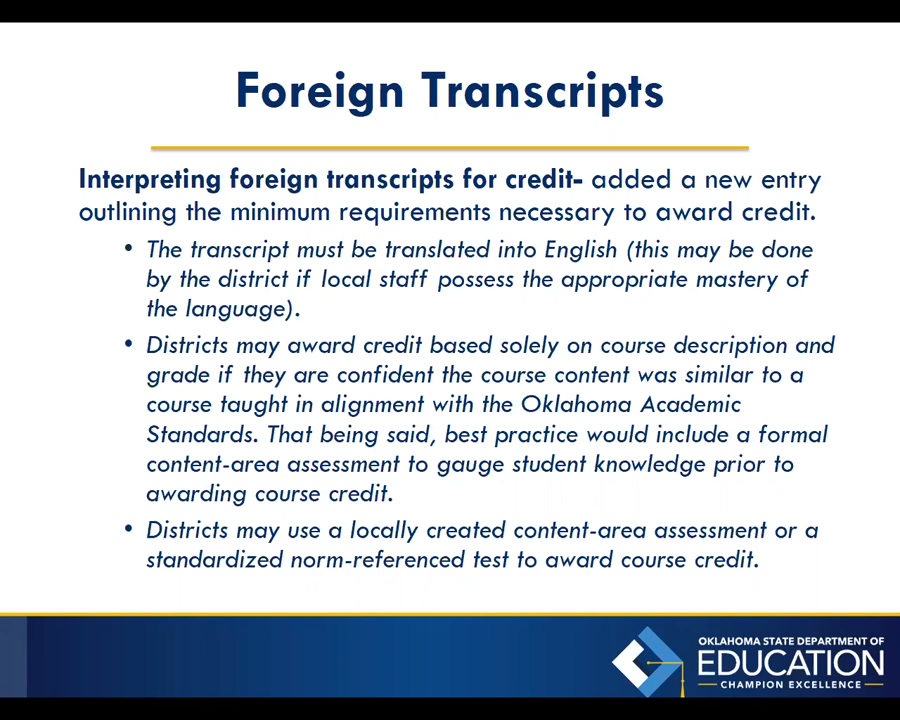 Foreign Transcripts
Interpreting foreign transcripts for credit- added a new entry
outlining the minimum requirements necessary to award credit.
• The transcript must be translated into English (this may be done
by the district if local staff possess the appropriate mastery of
the language).
• Districts may award credit based solely on course description and
grade if they are confident the course content was similar to a
course taught in alignment with the Oklahoma Academic
Standards. That being said, best practice would include a formal
content-area assessment to gauge student knowledge prior to
awarding course credit.
• Districts may use a locally created content-area assessment or a
standardized norm-referenced test to award course credit.
OKLAHOMA STATE DEPARTMENT OF
EDUCATION
CHAMPION EXCELLENCE